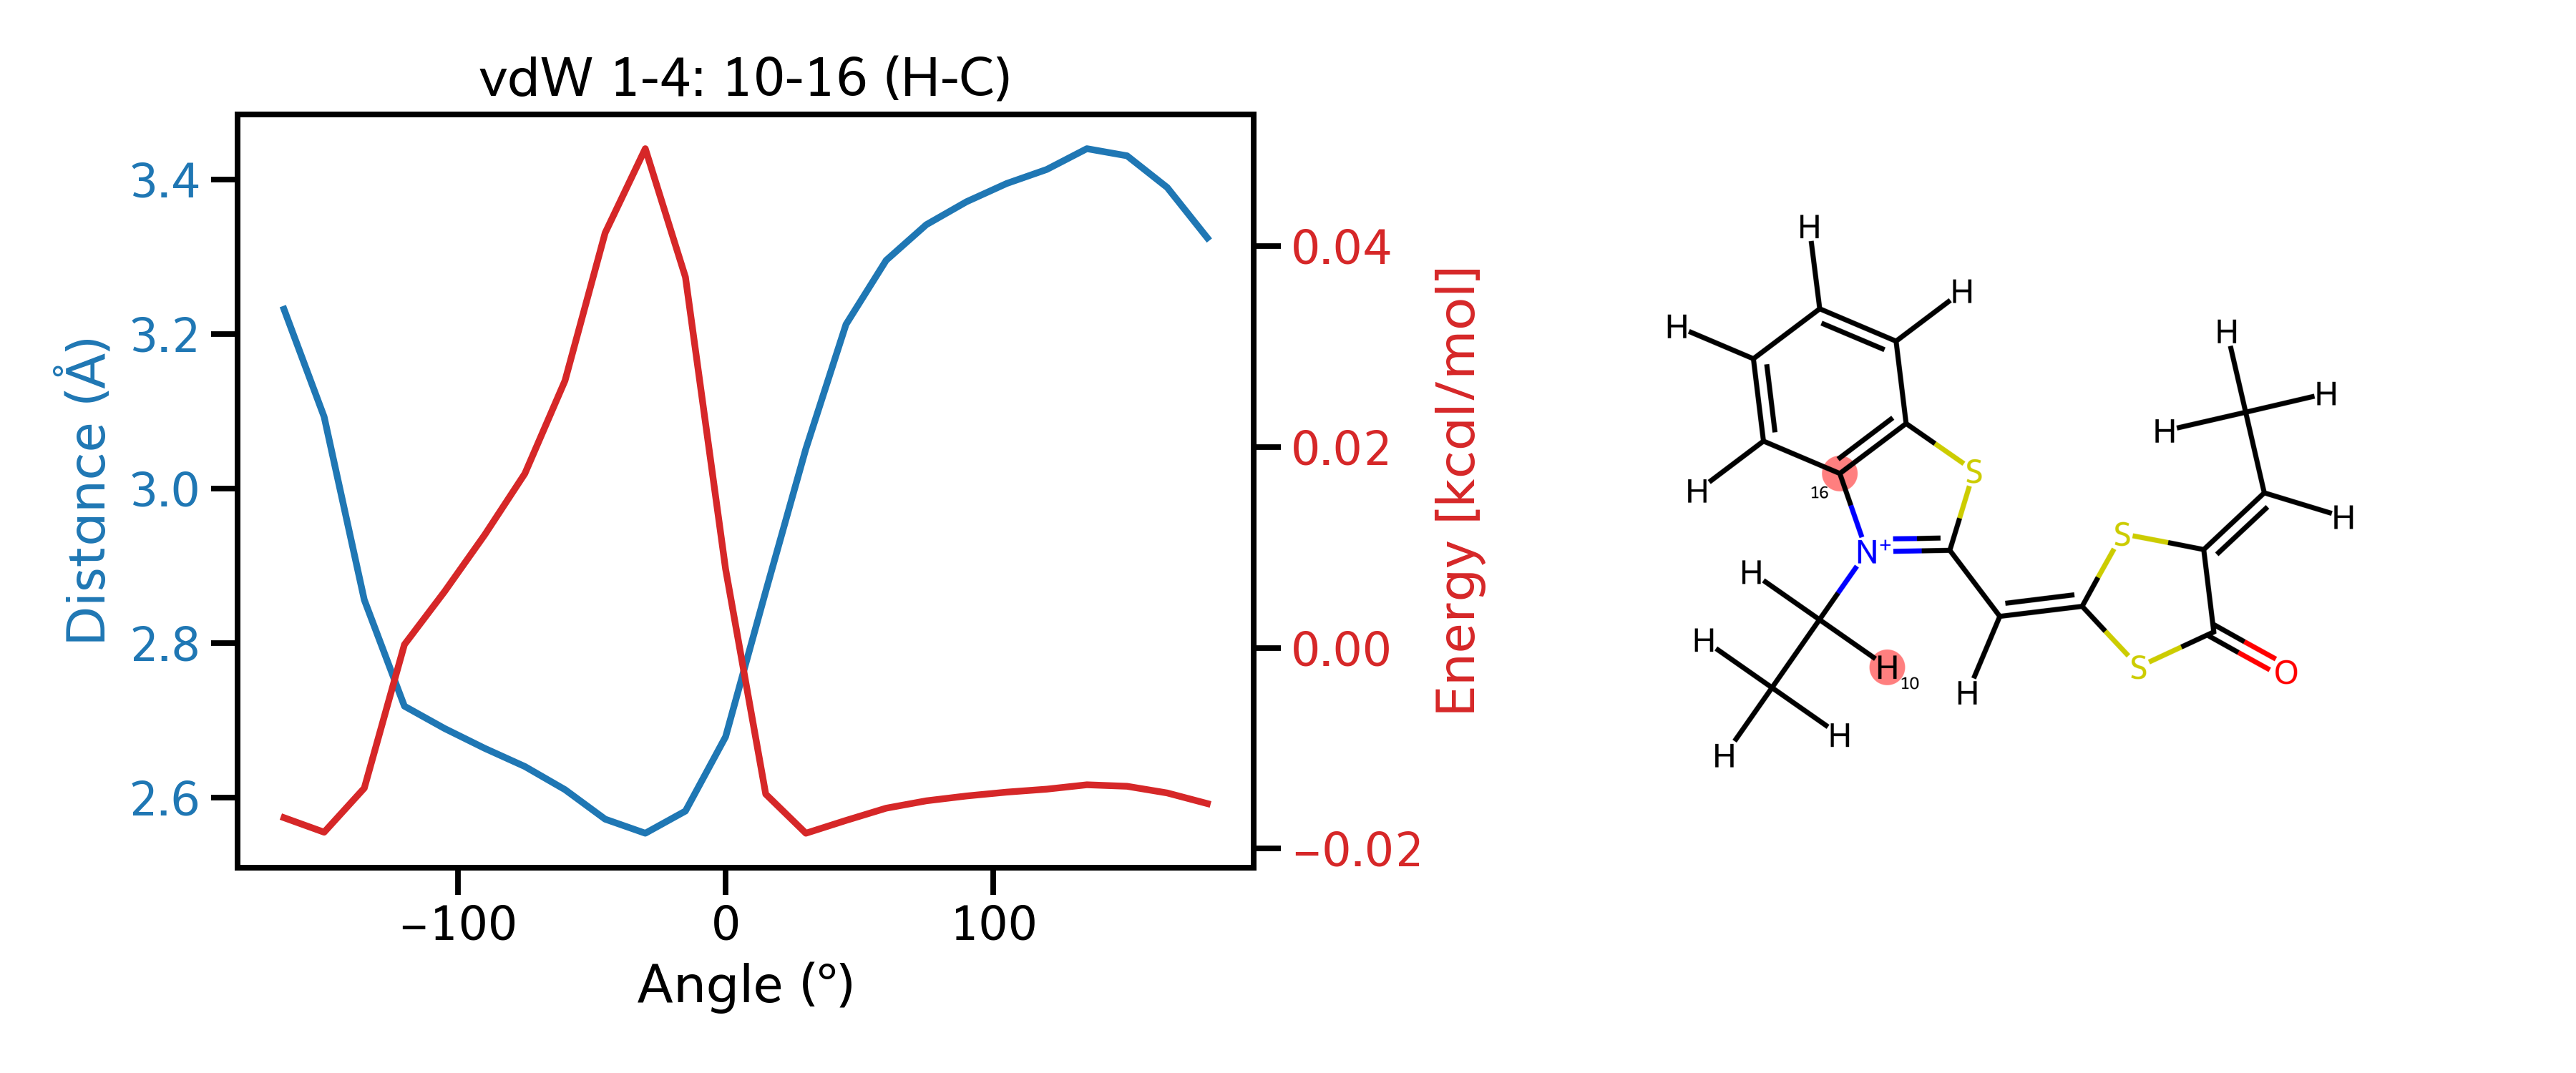 vdW 1-4: 10-16 (H-C)
3.4
3.2
3.0
2.8
2.6
Distance (Å)
−100
0
100
Angle (°)
0.04
0.02
0.00
−0.02
Energy [kcal/mol]
H
H
H
H
H
H
H
S
16
H
S
H
N+
H
H
S
O
H
10
H
H
H